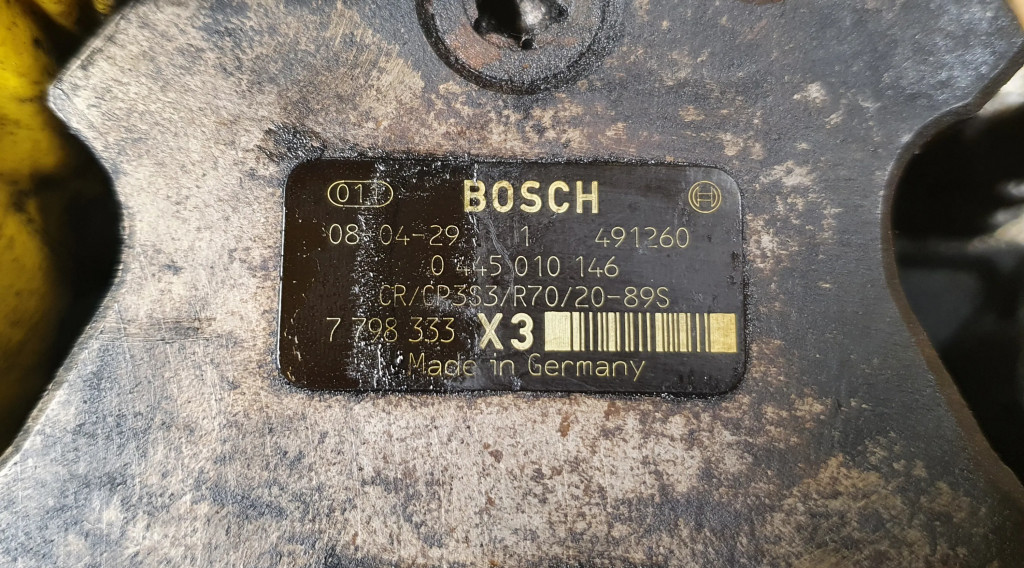 017 BOSCH
08 04-29 1 491260
0 445 010 146
CR/CP3S3/R70/20-89S
7 798 333 X3
Made in Germany